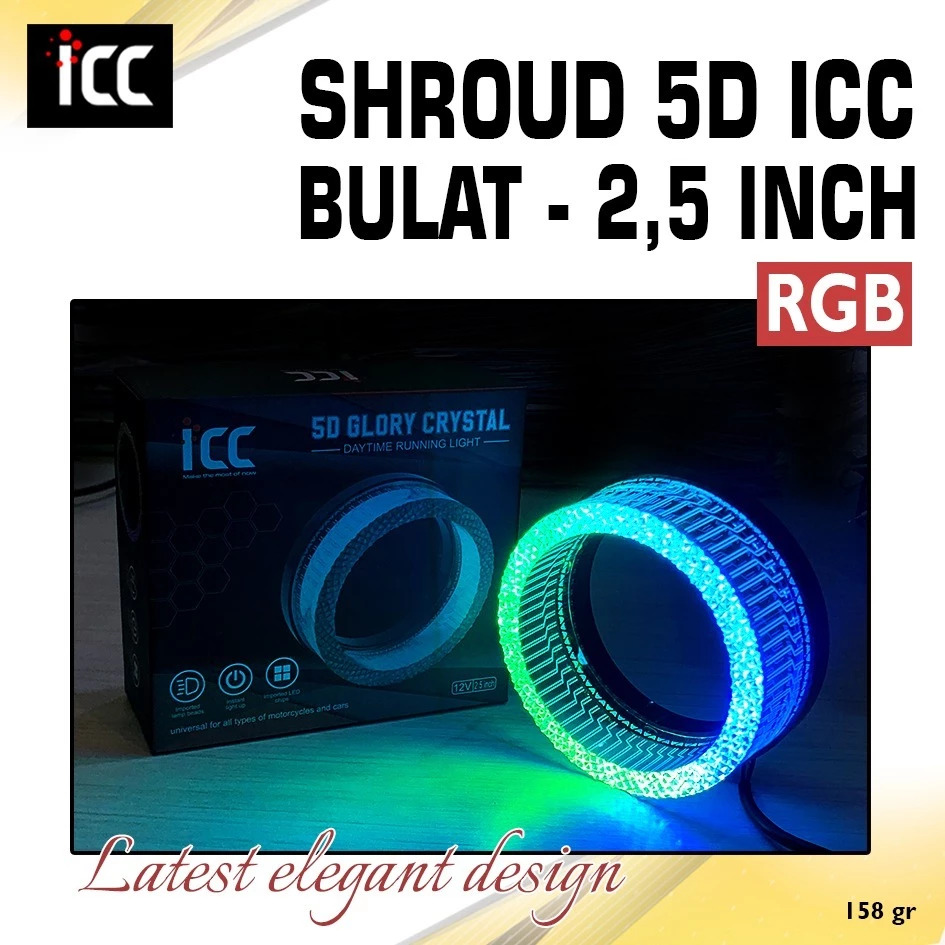 icc
SHROUD 5D ICC
BULAT - 2,5 INCH
RGB
ICC
icc
Make the most of now
5D GLORY CRYSTAL
DAYTIME RUNNING LIGHT
imported
lamp beads
instant
light up
imported LED
chips
12V 2.5 inch
universal for all types of motorcycles and cars
Latest elegant design
158 gr